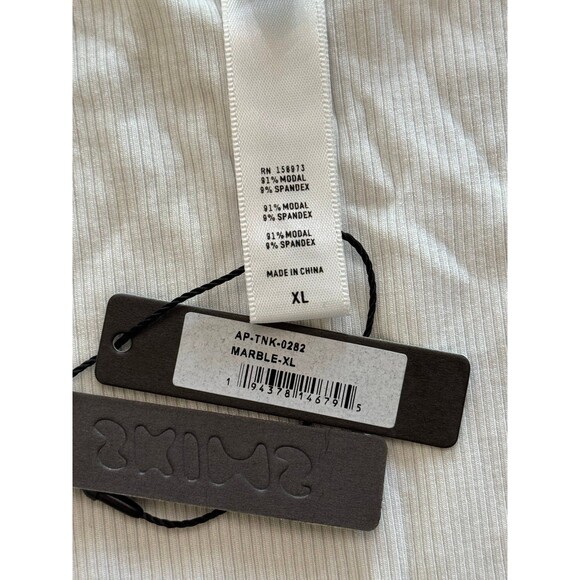 RN 158973
91% MODAL
9% SPANDEX
91% MODAL
9% SPANDEX
91% MODAL
9% SPANDEX
MADE IN CHINA
XL
AP-TNK-0282
MARBLE-XL
1 94378 14679 5
SKIMS